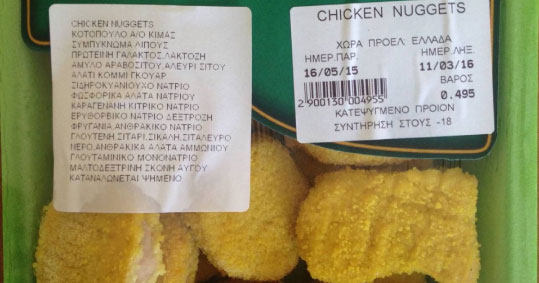 CHICKEN NUGGETS
ΚΟΤΟΠΟΥΛΟ Α/Ο ΚΙΜΑΣ
ΣΥΜΠΥΚΝΩΜΑ ΛΙΠΟΥΣ
ΠΡΩΤΕΙΝΗ ΓΑΛΑΚΤΟΣ,ΛΑΚΤΟΖΗ
ΑΜΥΛΟ ΑΡΑΒΟΣΙΤΟΥ,ΑΛΕΥΡΙ ΣΙΤΟΥ
ΑΛΑΤΙ ΚΟΜΜΙ ΓΚΟΥΑΡ
ΣΙΔΗΡΟΚΥΑΝΙΟΥΧΟ ΝΑΤΡΙΟ
ΦΩΣΦΟΡΙΚΑ ΑΛΑΤΑ ΝΑΤΡΙΟΥ
ΚΑΡΑΓΕΝΑΝΗ ΚΙΤΡΙΚΟ ΝΑΤΡΙΟ
ΕΡΥΘΟΡΒΙΚΟ ΝΑΤΡΙΟ ΔΕΞΤΡΟΖΗ
ΦΡΥΓΑΝΙΑ,ΑΝΘΡΑΚΙΚΟ ΝΑΤΡΙΟ
ΓΛΟΥΤΕΝΗ ΣΙΤΑΡΙ,ΣΙΚΑΛΗ,ΣΙΤΑΛΕΥΡΟ
ΝΕΡΟ,ΑΝΘΡΑΚΙΚΑ ΑΛΑΤΑ ΑΜΜΩΝΙΟΥ
ΓΛΟΥΤΑΜΙΝΙΚΟ ΜΟΝΟΝΑΤΡΙΟ
ΜΑΛΤΟΔΕΞΤΡΙΝΗ ΣΚΟΝΗ ΑΥΓΟΥ
ΚΑΤΑΝΑΛΩΝΕΤΑΙ ΨΗΜΕΝΟ
CHICKEN NUGGETS
ΧΩΡΑ ΠΡΟΕΛ: ΕΛΛΑΔΑ
ΗΜΕΡ.ΠΑΡ. ΗΜΕΡ.ΛΗΞ.
16/05/15 11/03/16
ΒΑΡΟΣ
2 900130 004955 0.495
ΚΑΤΕΨΥΓΜΕΝΟ ΠΡΟΙΟΝ
ΣΥΝΤΗΡΗΣΗ ΣΤΟΥΣ -18